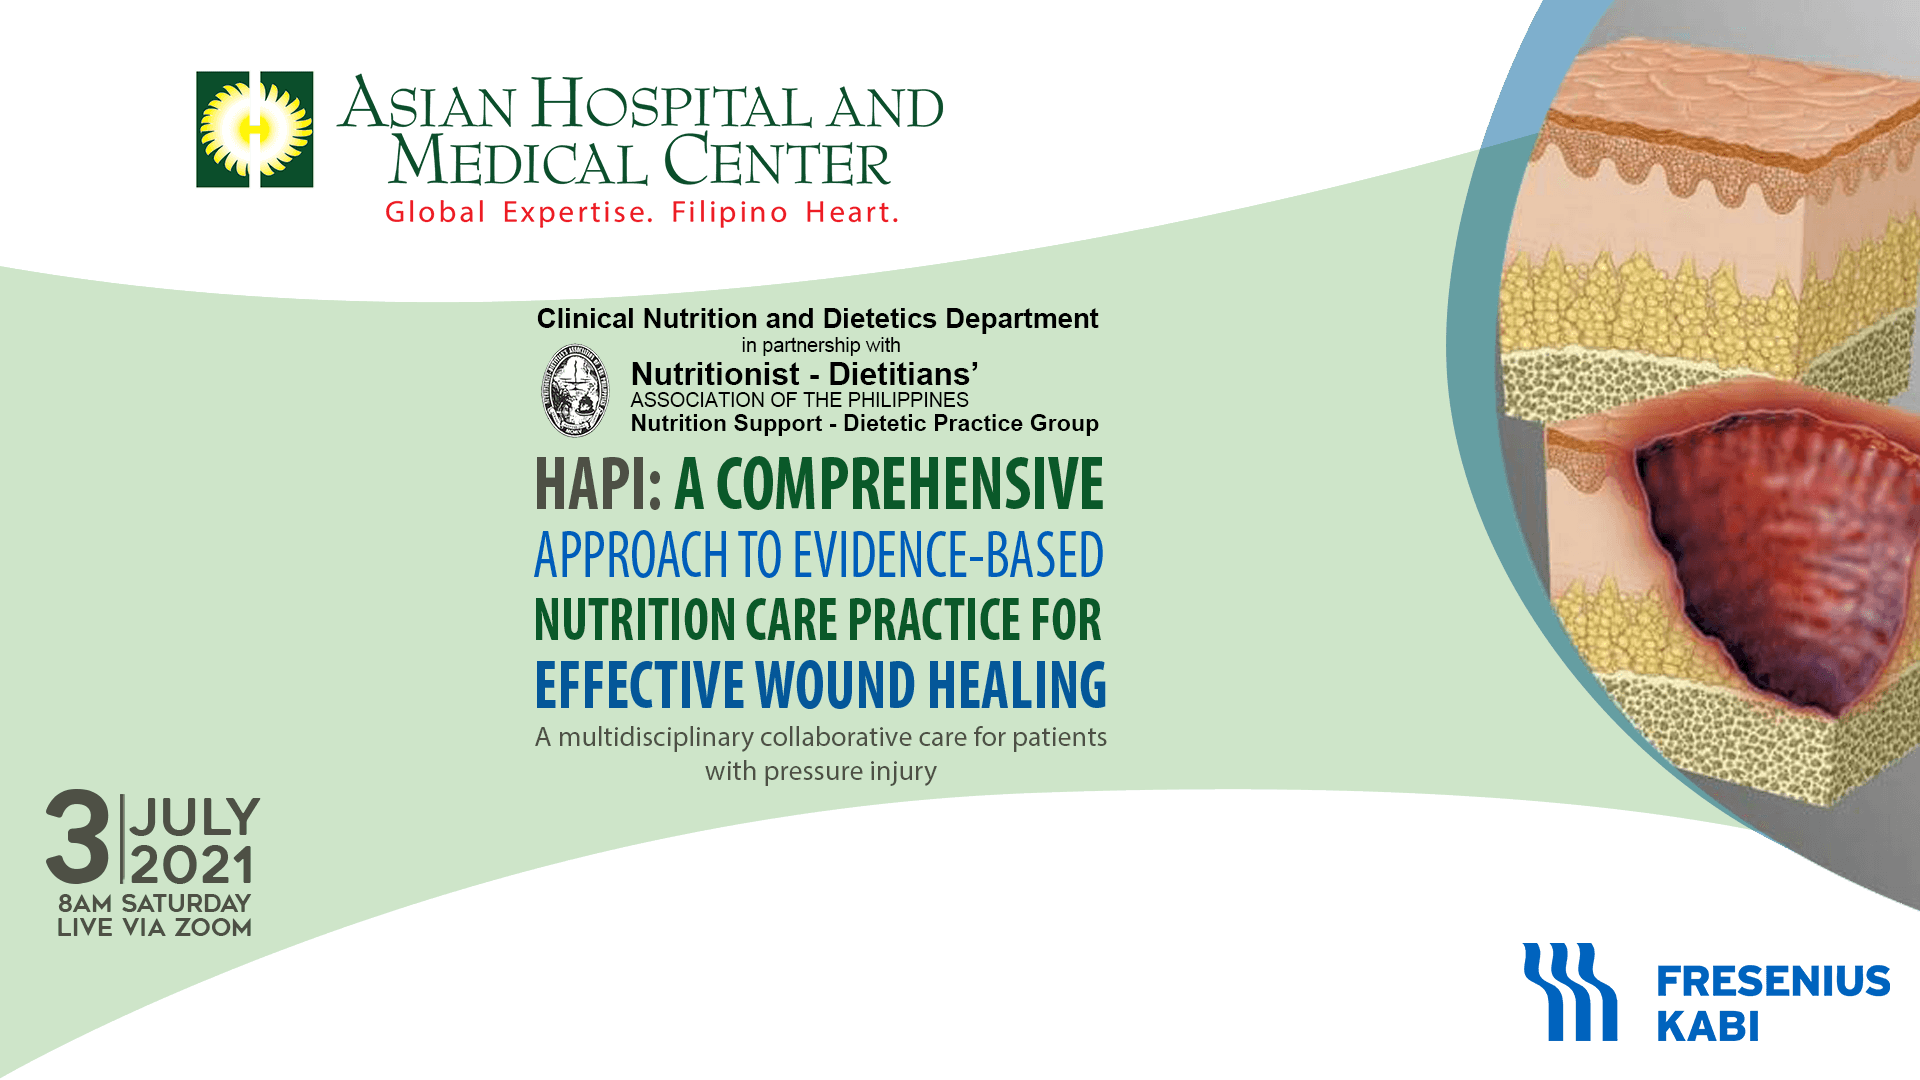 ASIAN HOSPITAL AND
MEDICAL CENTER
Global Expertise. Filipino Heart.
Clinical Nutrition and Dietetics Department
in partnership with
Nutritionist - Dietitians’
ASSOCIATION OF THE PHILIPPINES
Nutrition Support - Dietetic Practice Group
HAPI: A COMPREHENSIVE
APPROACH TO EVIDENCE-BASED
NUTRITION CARE PRACTICE FOR
EFFECTIVE WOUND HEALING
A multidisciplinary collaborative care for patients
with pressure injury
3 JULY
2021
8AM SATURDAY
LIVE VIA ZOOM
FRESENIUS
KABI